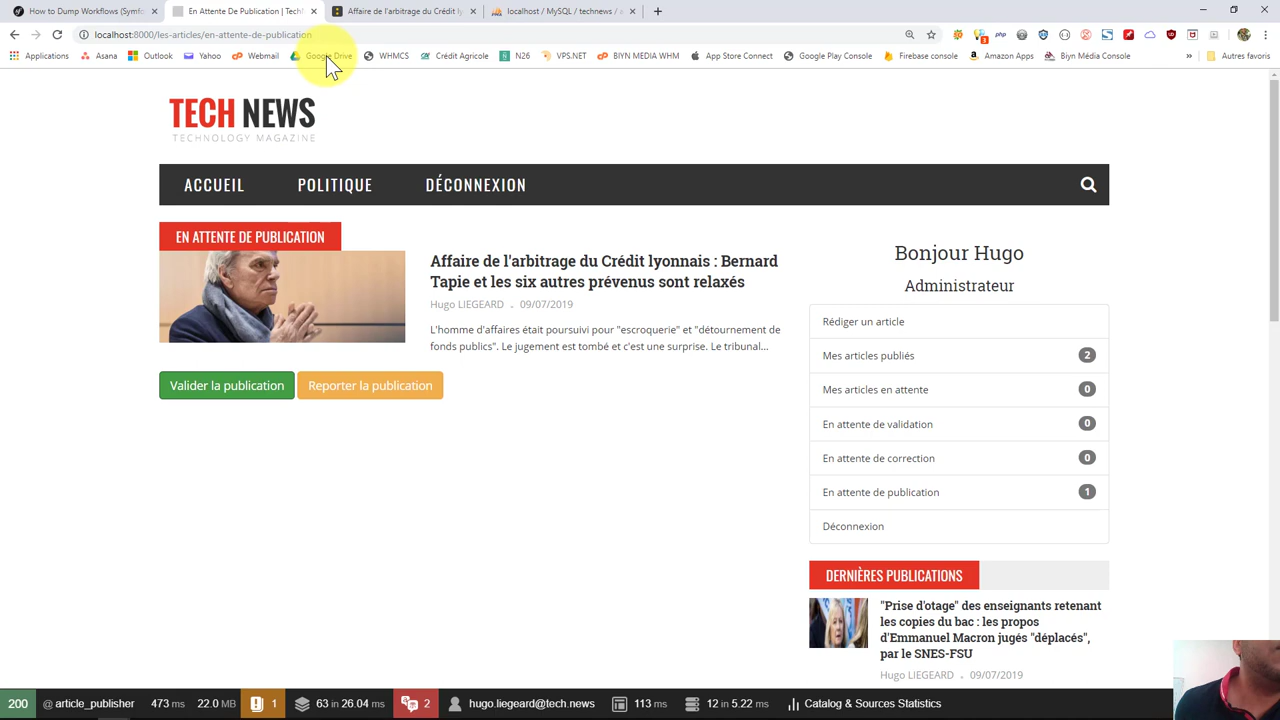 How to Dump Workflows (Symfo
En Attente De Publication | Tech
Affaire de l'arbitrage du Crédit ly
localhost / MySQL / technews / a
localhost:8000/les-articles/en-attente-de-publication
Applications
Asana
Outlook
Yahoo
Webmail
Google Drive
WHMCS
Crédit Agricole
N26
VPS.NET
BIYN MEDIA WHM
App Store Connect
Google Play Console
Firebase console
Amazon Apps
Biyn Média Console
»
Autres favoris
TECH NEWS
TECHNOLOGY MAGAZINE
ACCUEIL
POLITIQUE
DÉCONNEXION
EN ATTENTE DE PUBLICATION
Affaire de l'arbitrage du Crédit lyonnais : Bernard
Tapie et les six autres prévenus sont relaxés
Hugo LIEGEARD . 09/07/2019
L'homme d'affaires était poursuivi pour "escroquerie" et "détournement de
fonds publics". Le jugement est tombé et c'est une surprise. Le tribunal...
Valider la publication
Reporter la publication
Bonjour Hugo
Administrateur
Rédiger un article
Mes articles publiés 2
Mes articles en attente 0
En attente de validation 0
En attente de correction 0
En attente de publication 1
Déconnexion
DERNIÈRES PUBLICATIONS
"Prise d'otage" des enseignants retenant
les copies du bac : les propos
d'Emmanuel Macron jugés "déplacés",
par le SNES-FSU
Hugo LIEGEARD . 09/07/2019
200 @ article_publisher 473 ms 22.0 MB 1 63 in 26.04 ms 2 hugo.liegeard@tech.news 113 ms 12 in 5.22 ms Catalog & Sources Statistics